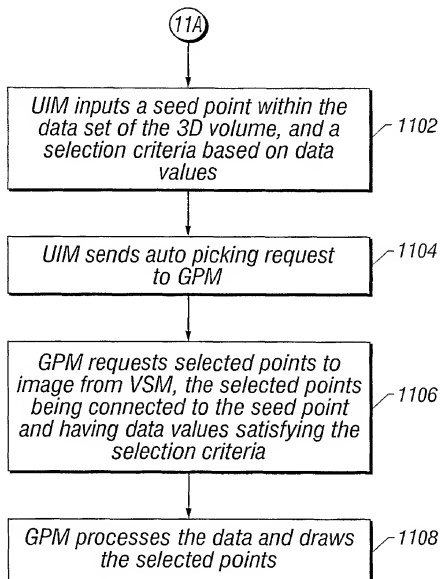 11A
UIM inputs a seed point within the
data set of the 3D volume, and a
selection criteria based on data
values
1102
UIM sends auto picking request
to GPM
1104
GPM requests selected points to
image from VSM, the selected points
being connected to the seed point
and having data values satisfying the
selection criteria
1106
GPM processes the data and draws
the selected points
1108